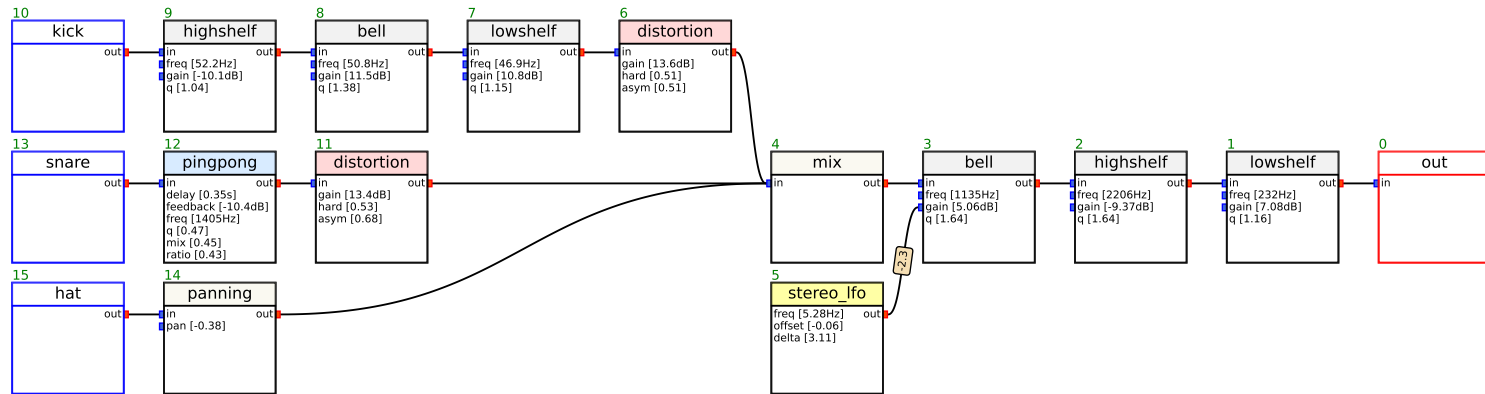 10
kick
out
9
highshelf
in out
freq [52.2Hz]
gain [-10.1dB]
q [1.04]
8
bell
in out
freq [50.8Hz]
gain [11.5dB]
q [1.38]
7
lowshelf
in out
freq [46.9Hz]
gain [10.8dB]
q [1.15]
6
distortion
in out
gain [13.6dB]
hard [0.51]
asym [0.51]
13
snare
out
12
pingpong
in out
delay [0.35s]
feedback [-10.4dB]
freq [1405Hz]
q [0.47]
mix [0.45]
ratio [0.43]
11
distortion
in out
gain [13.4dB]
hard [0.53]
asym [0.68]
4
mix
in out
3
bell
in out
freq [1135Hz]
gain [5.06dB]
q [1.64]
2
highshelf
in out
freq [2206Hz]
gain [-9.37dB]
q [1.64]
1
lowshelf
in out
freq [232Hz]
gain [7.08dB]
q [1.16]
0
out
in
15
hat
out
14
panning
in out
pan [-0.38]
5
stereo_lfo
freq [5.28Hz] out
offset [-0.06]
delta [3.11]
-2.3